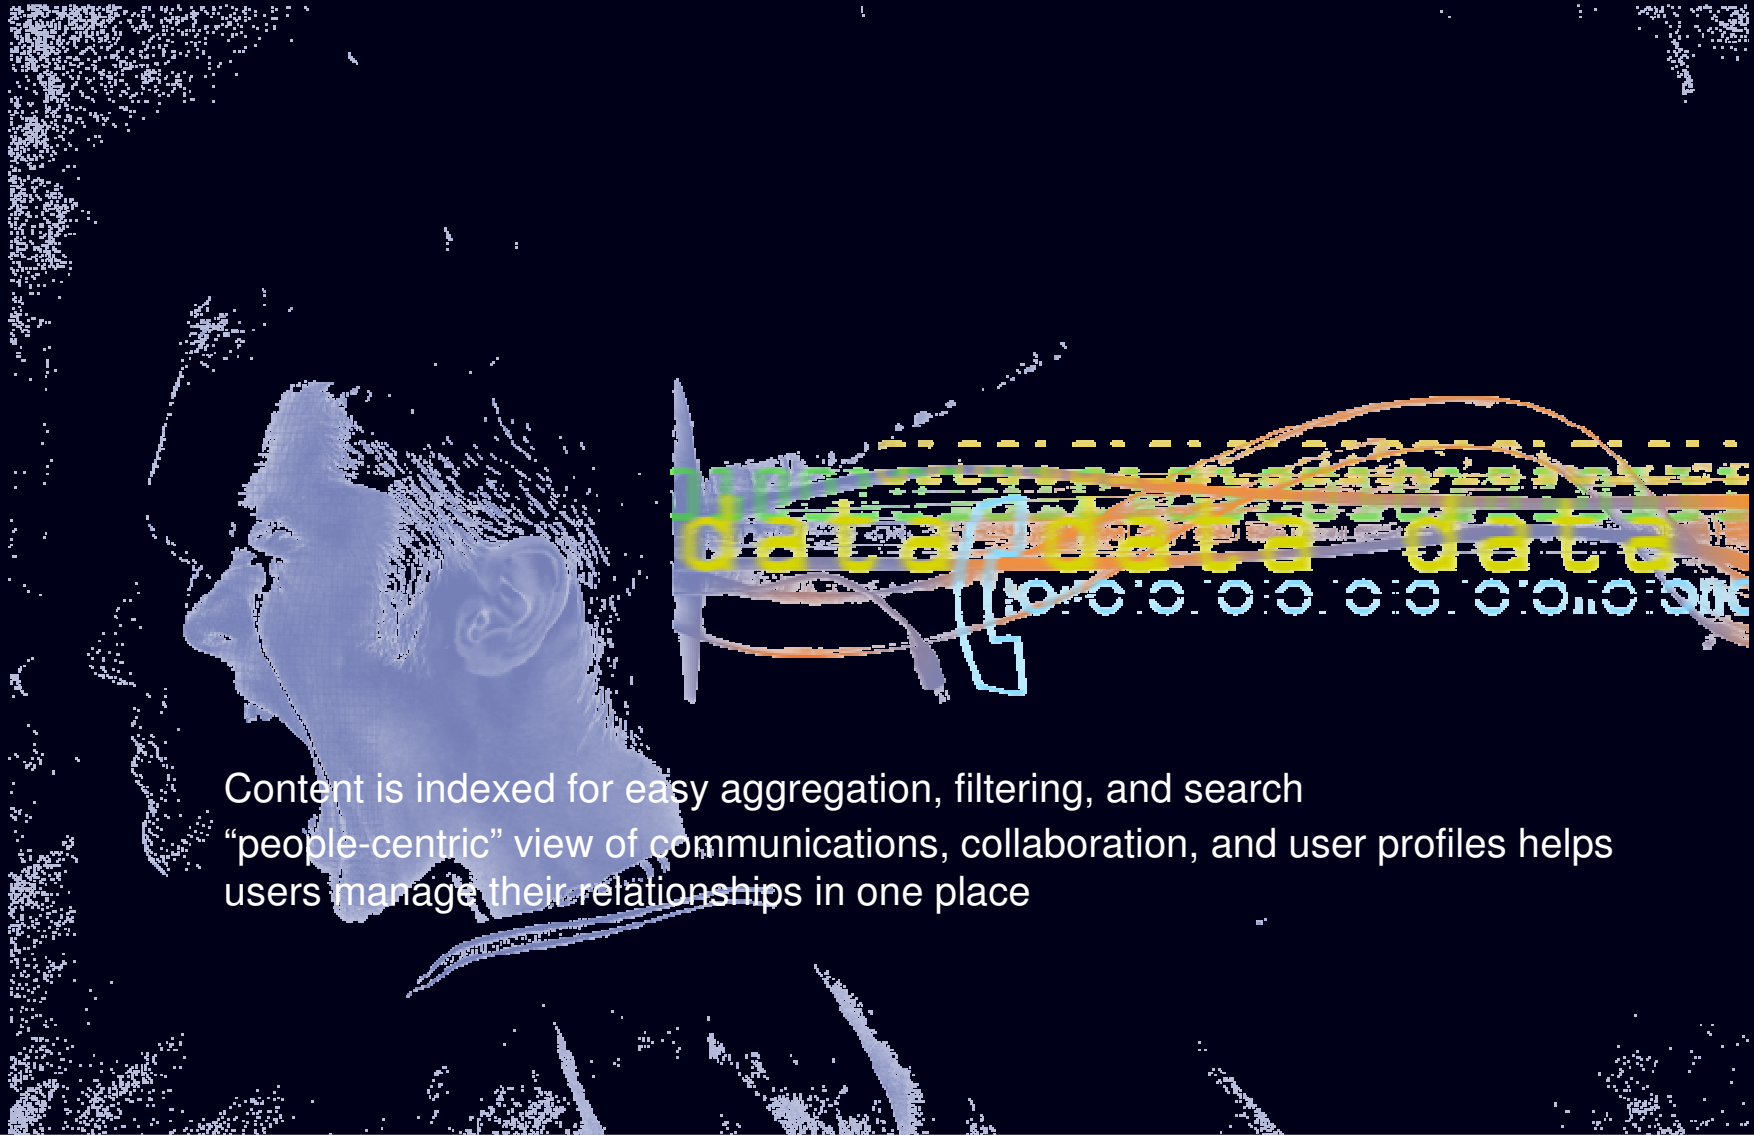 data data data
Content is indexed for easy aggregation, filtering, and search
“people-centric” view of communications, collaboration, and user profiles helps
users manage their relationships in one place